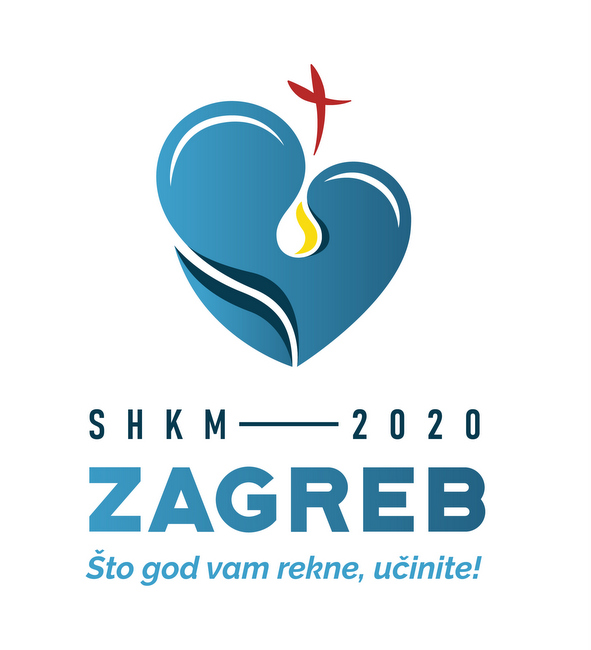 SHKM — 2020
ZAGREB
Što god vam rekne, učinite!